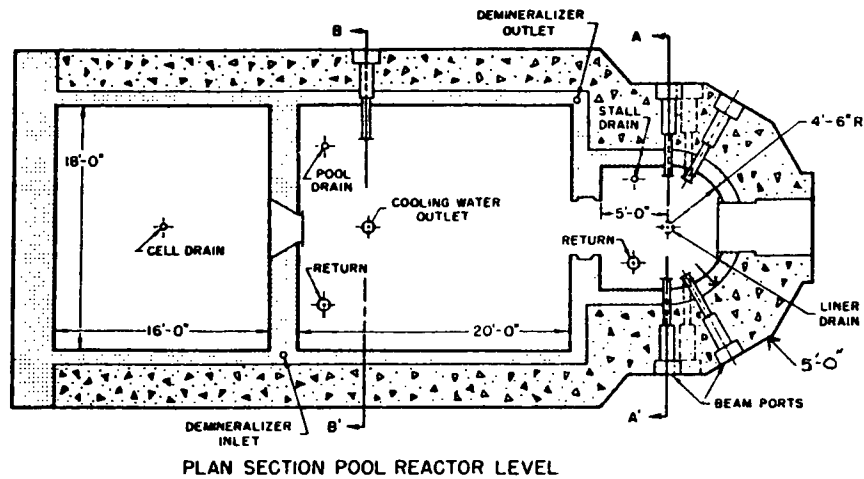 DEMINERALIZER
OUTLET
B
A
STALL
DRAIN
4'-6"R
18'-0"
POOL
DRAIN
COOLING WATER
OUTLET
5'-0"
CELL DRAIN
RETURN
RETURN
LINER
DRAIN
16'-0"
20'-0"
5'-0"
BEAM PORTS
DEMINERALIZER
INLET
B'
A'
PLAN SECTION POOL REACTOR LEVEL